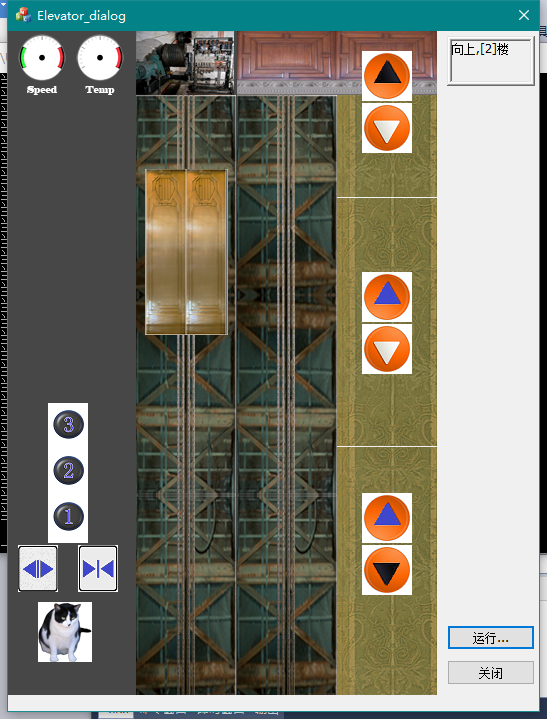 Elevator_dialog
Speed
Temp
向上,[2]楼
3
2
1
运行...
关闭